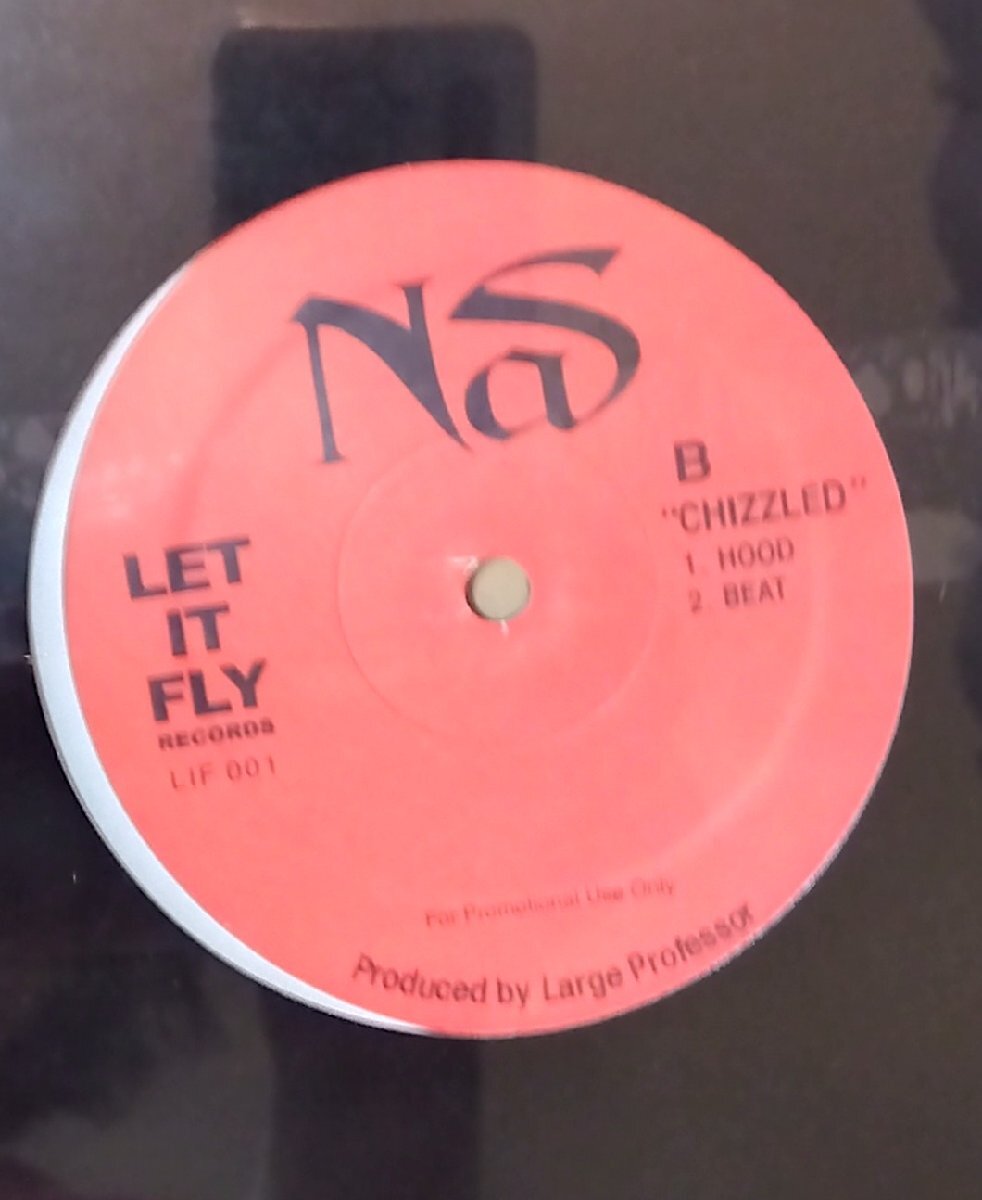 NaS
B
"CHIZZLED"
1. HOOD
2. BEAT
LET
IT
FLY
RECORDS
LIF 001
For Promotional Use Only
Produced by Large Professor